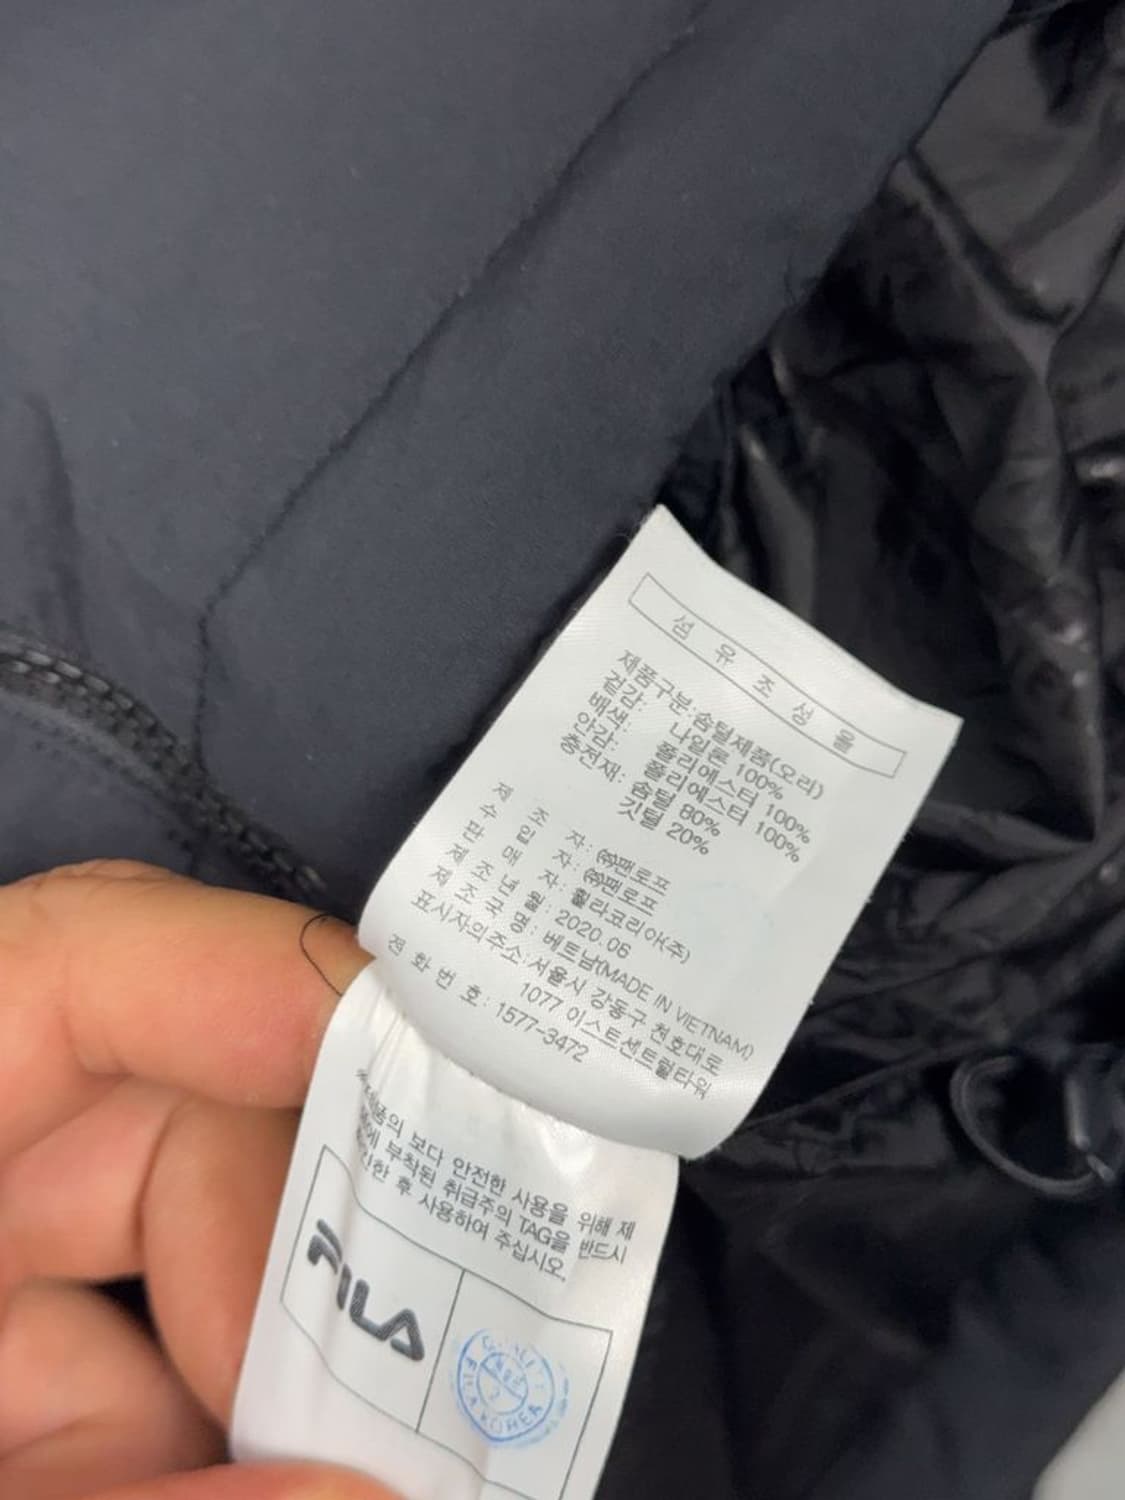 섬유조성율
제품구분:솜털제품(오리)
겉감: 나일론 100%
배색: 폴리에스터 100%
안감: 폴리에스터 100%
충전재: 솜털 80%
깃털 20%
제조자: ㈜팬로프
수입자: ㈜팬로프
판매자: 휠라코리아(주)
제조년월: 2020.06
제조국명: 베트남(MADE IN VIETNAM)
표시자의주소:서울시 강동구 천호대로
1077 이스트센트럴타워
전화번호: 1577-3472
보다 안전한 사용을 위해 제
부착된 취급주의 TAG을 반드시
후 사용하여 주십시오.
FILA
FILA KOREA